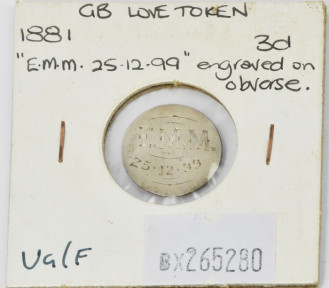 GB LOVE TOKEN
1881 3d
"E.M.M. 25.12.99" engraved on
obverse.
E.M.M.
25·12·99
VG/F
BX265280